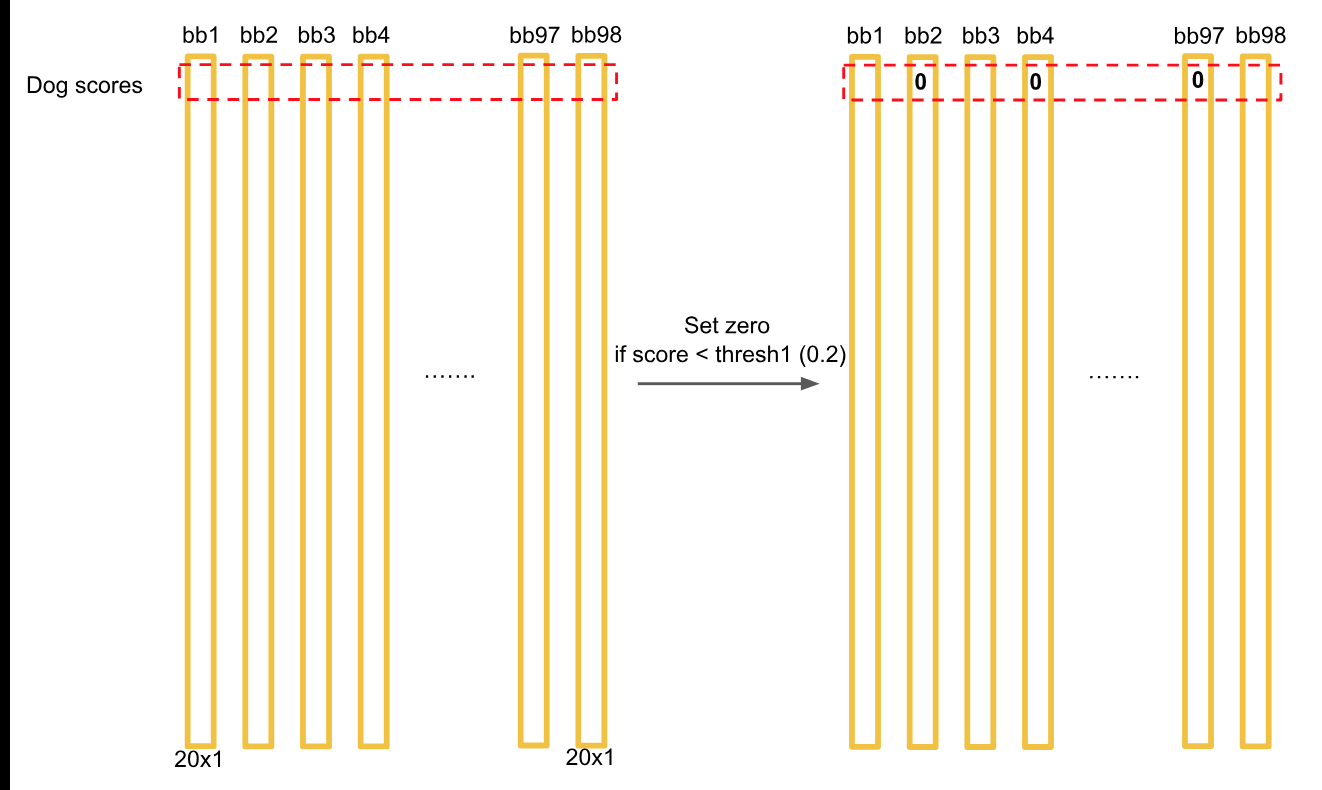 bb1 bb2 bb3 bb4 bb97 bb98
bb1 bb2 bb3 bb4 bb97 bb98
Dog scores
0 0 0
Set zero
if score < thresh1 (0.2)
.......
.......
20x1 20x1